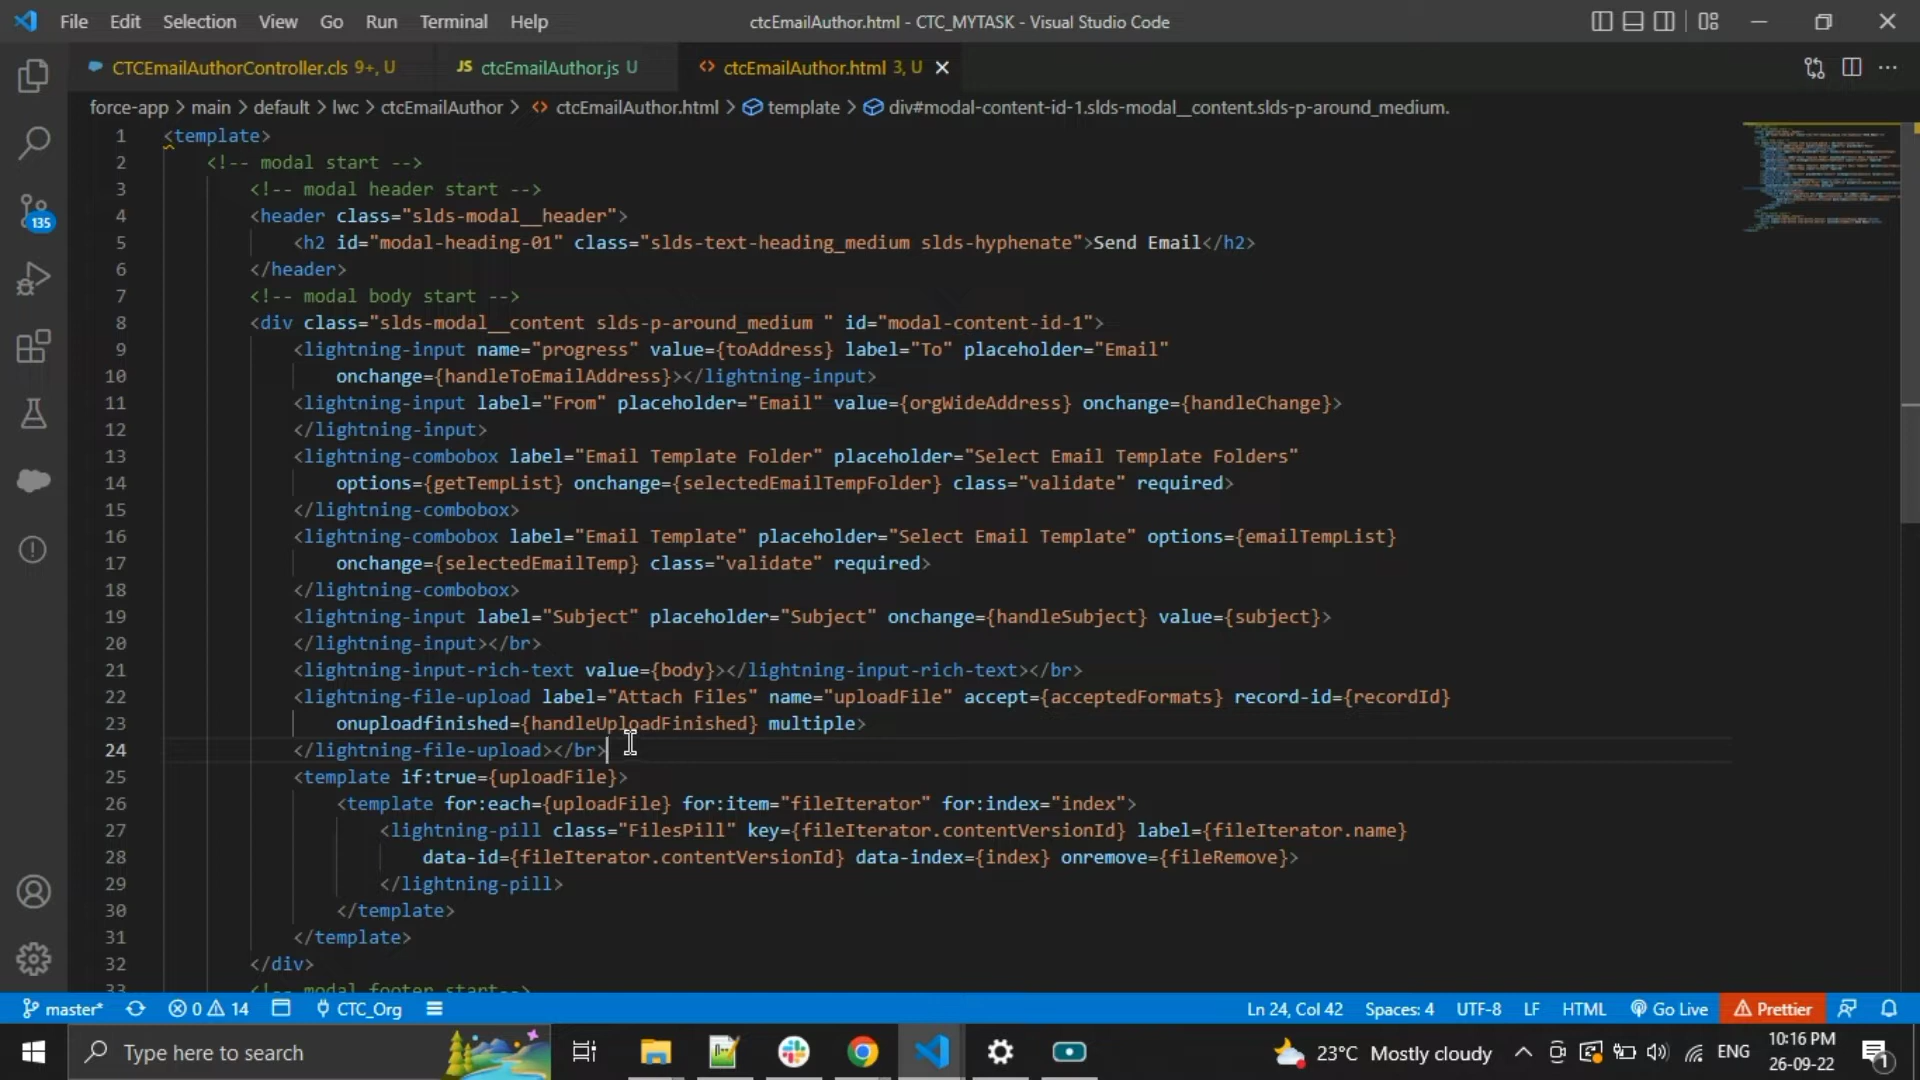 File Edit Selection View Go Run Terminal Help ctcEmailAuthor.html - CTC_MYTASK - Visual Studio Code
CTCEmailAuthorController.cls 9+, U JS ctcEmailAuthor.js U <> ctcEmailAuthor.html 3, U
force-app > main > default > lwc > ctcEmailAuthor > <> ctcEmailAuthor.html > template > div#modal-content-id-1.slds-modal__content.slds-p-around_medium.
1 <template>
2 <!-- modal start -->
3 <!-- modal header start -->
4 <header class="slds-modal__header">
5 <h2 id="modal-heading-01" class="slds-text-heading_medium slds-hyphenate">Send Email</h2>
6 </header>
7 <!-- modal body start -->
8 <div class="slds-modal__content slds-p-around_medium " id="modal-content-id-1">
9 <lightning-input name="progress" value={toAddress} label="To" placeholder="Email"
10 onchange={handleToEmailAddress}></lightning-input>
11 <lightning-input label="From" placeholder="Email" value={orgWideAddress} onchange={handleChange}>
12 </lightning-input>
13 <lightning-combobox label="Email Template Folder" placeholder="Select Email Template Folders"
14 options={getTempList} onchange={selectedEmailTempFolder} class="validate" required>
15 </lightning-combobox>
16 <lightning-combobox label="Email Template" placeholder="Select Email Template" options={emailTempList}
17 onchange={selectedEmailTemp} class="validate" required>
18 </lightning-combobox>
19 <lightning-input label="Subject" placeholder="Subject" onchange={handleSubject} value={subject}>
20 </lightning-input></br>
21 <lightning-input-rich-text value={body}></lightning-input-rich-text></br>
22 <lightning-file-upload label="Attach Files" name="uploadFile" accept={acceptedFormats} record-id={recordId}
23 onuploadfinished={handleUploadFinished} multiple>
24 </lightning-file-upload></br>
25 <template if:true={uploadFile}>
26 <template for:each={uploadFile} for:item="fileIterator" for:index="index">
27 <lightning-pill class="FilesPill" key={fileIterator.contentVersionId} label={fileIterator.name}
28 data-id={fileIterator.contentVersionId} data-index={index} onremove={fileRemove}>
29 </lightning-pill>
30 </template>
31 </template>
32 </div>
33 <!-- modal footer start-->
135
master* 0 14 CTC_Org Ln 24, Col 42 Spaces: 4 UTF-8 LF HTML Go Live Prettier
Type here to search 23°C Mostly cloudy ENG 10:16 PM
26-09-22 1